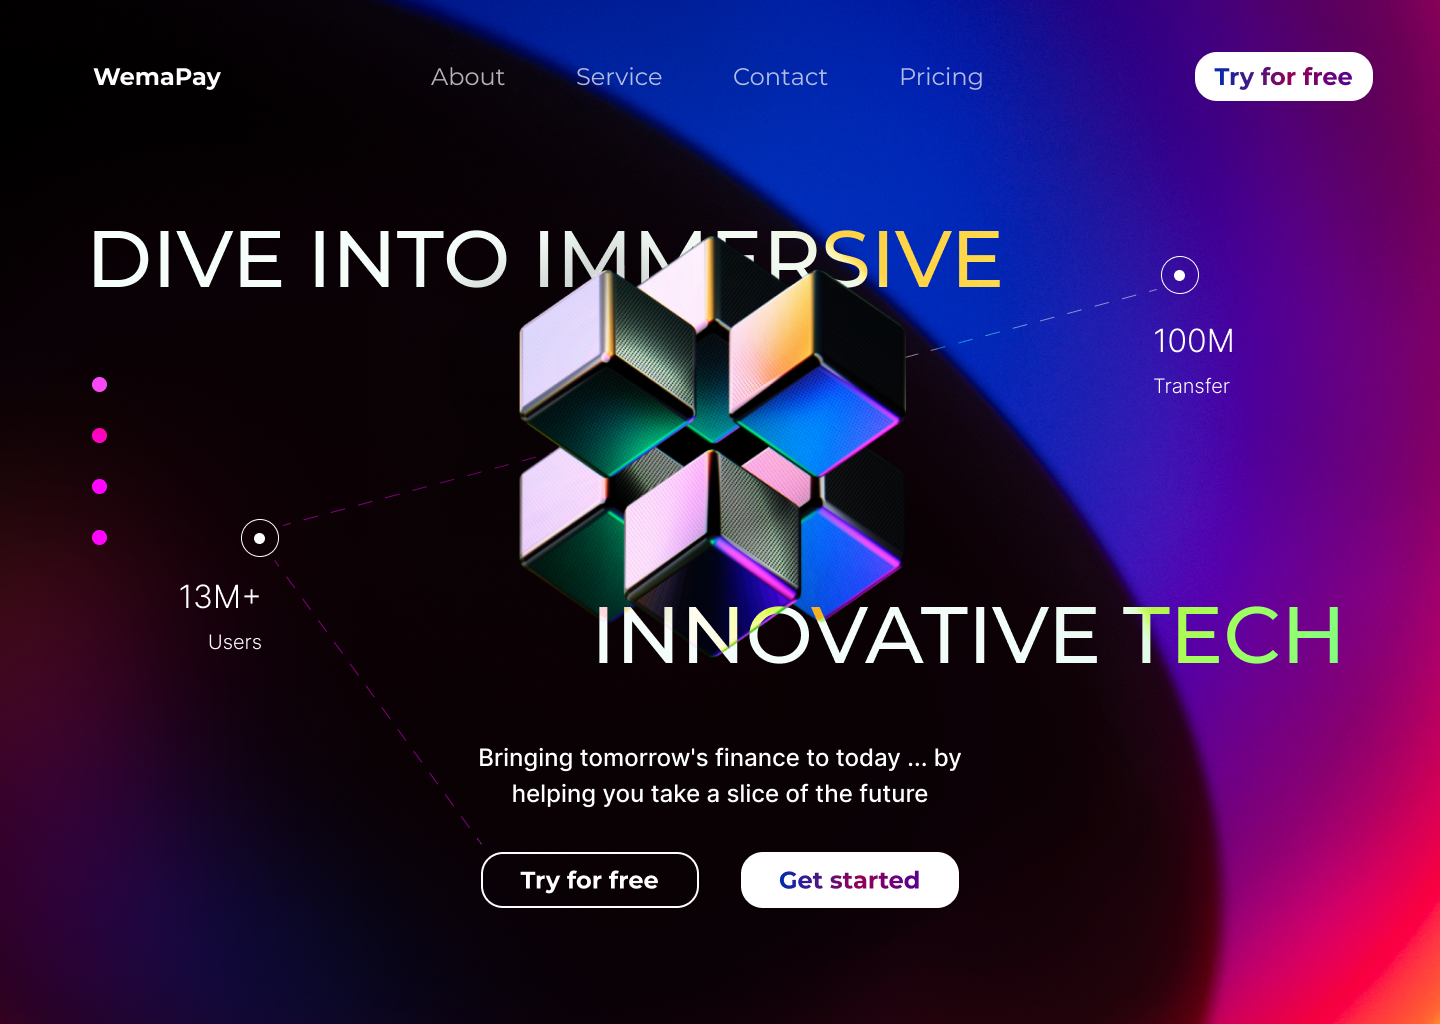 WemaPay
About
Service
Contact
Pricing
Try for free
DIVE INTO IMMERSIVE
100M
Transfer
13M+
Users
INNOVATIVE TECH
Bringing tomorrow's finance to today ... by
helping you take a slice of the future
Try for free
Get started